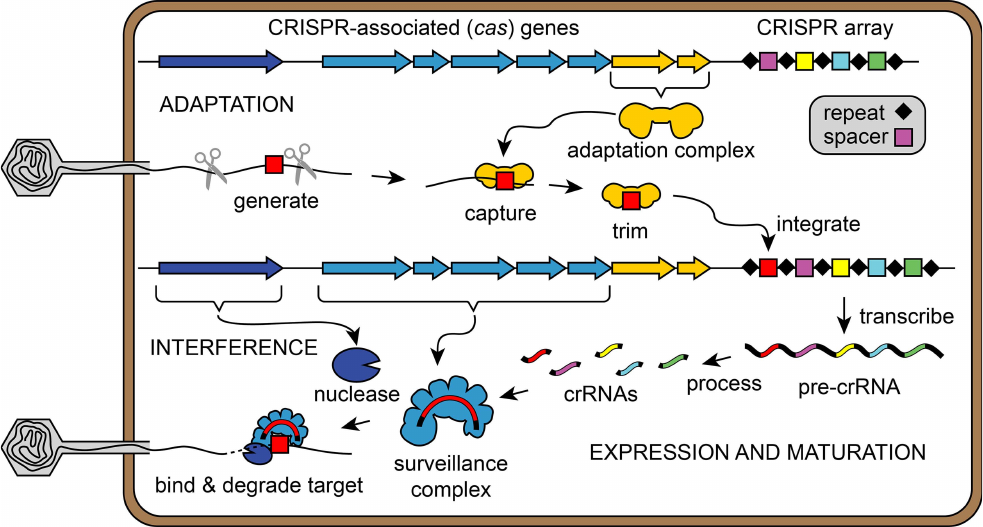 CRISPR-associated (cas) genes
CRISPR array
ADAPTATION
repeat
spacer
adaptation complex
generate
capture
trim
integrate
transcribe
INTERFERENCE
nuclease
crRNAs
process
pre-crRNA
surveillance
complex
EXPRESSION AND MATURATION
bind & degrade target